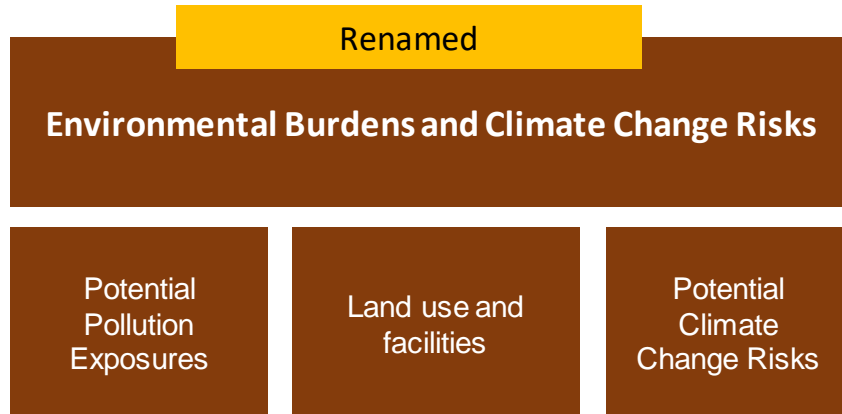 Renamed
Environmental Burdens and Climate Change Risks
Potential
Pollution
Exposures
Land use and
facilities
Potential
Climate
Change Risks